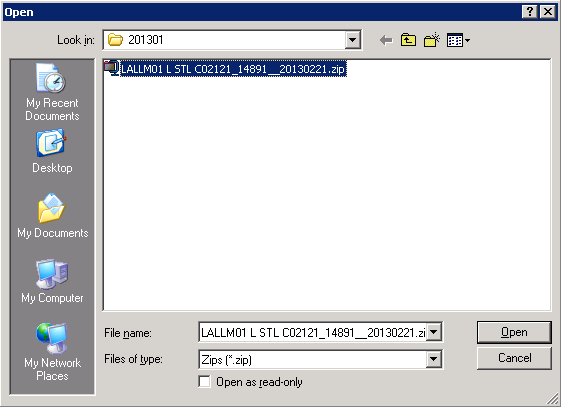 Open
Look in: 201301
LALLM01 L STL C02121_14891__20130221.zip
My Recent
Documents
Desktop
My Documents
My Computer
My Network
Places
File name: LALLM01 L STL C02121_14891__20130221.zi Open
Files of type: Zips (*.zip) Cancel
Open as read-only